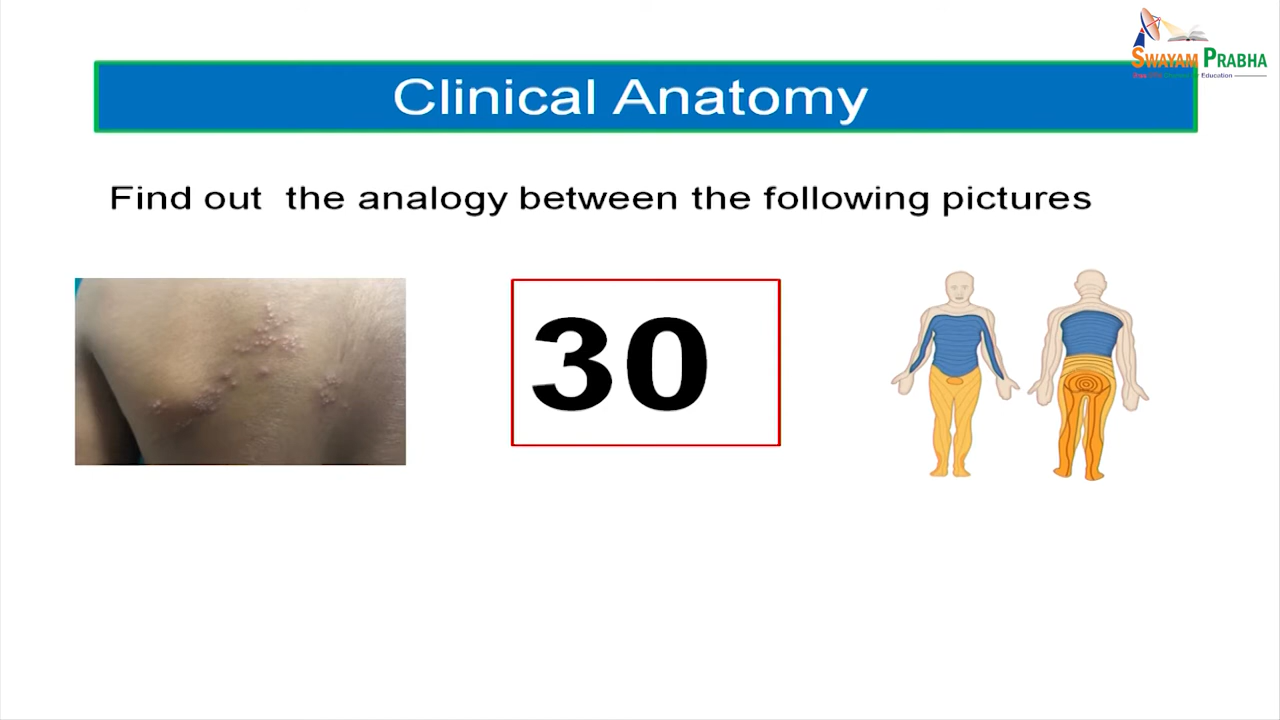 SWAYAM PRABHA
Clinical Anatomy
Find out the analogy between the following pictures
30